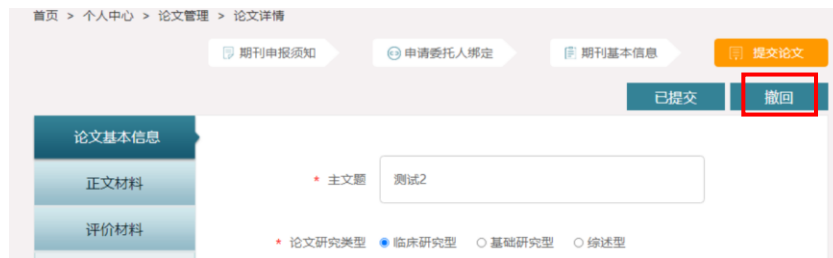 首页 > 个人中心 > 论文管理 > 论文详情
期刊申报须知 申请委托人绑定 期刊基本信息 提交论文
已提交 撤回
论文基本信息
正文材料
* 主文题 测试2
评价材料
* 论文研究类型 临床研究型 基础研究型 综述型